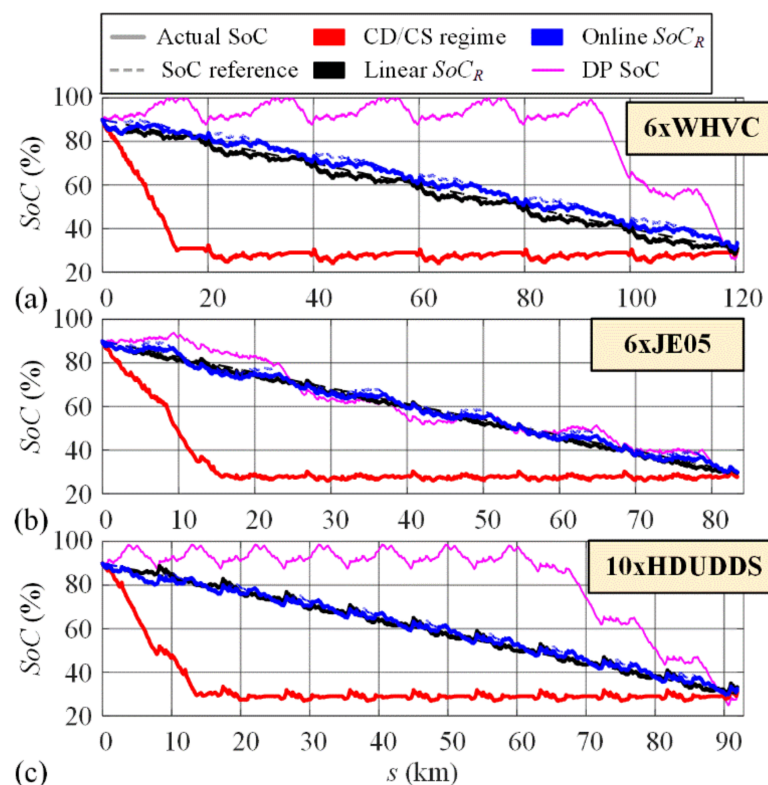 Actual SoC CD/CS regime Online SoC_R
SoC reference Linear SoC_R DP SoC
100
80
60
40
20
SoC (%)
6xWHVC
(a)
0 20 40 60 80 100 120
100
80
60
40
20
SoC (%)
6xJE05
(b)
0 10 20 30 40 50 60 70 80
100
80
60
40
20
SoC (%)
10xHDUDDS
0 10 20 30 40 50 60 70 80 90
(c)
s (km)